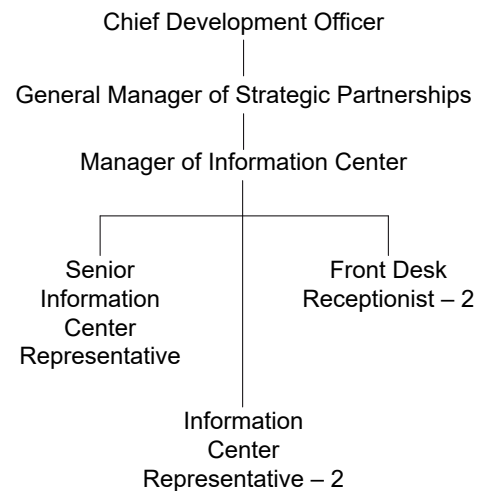 Chief Development Officer
General Manager of Strategic Partnerships
Manager of Information Center
Senior
Information
Center
Representative
Front Desk
Receptionist – 2
Information
Center
Representative – 2